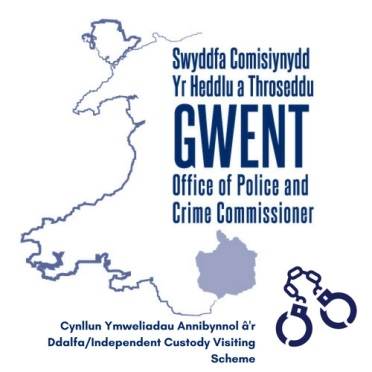 Swyddfa Comisiynydd
Yr Heddlu a Throseddu
GWENT
Office of Police and
Crime Commissioner
Cynllun Ymweliadau Annibynnol â'r
Ddalfa/Independent Custody Visiting
Scheme